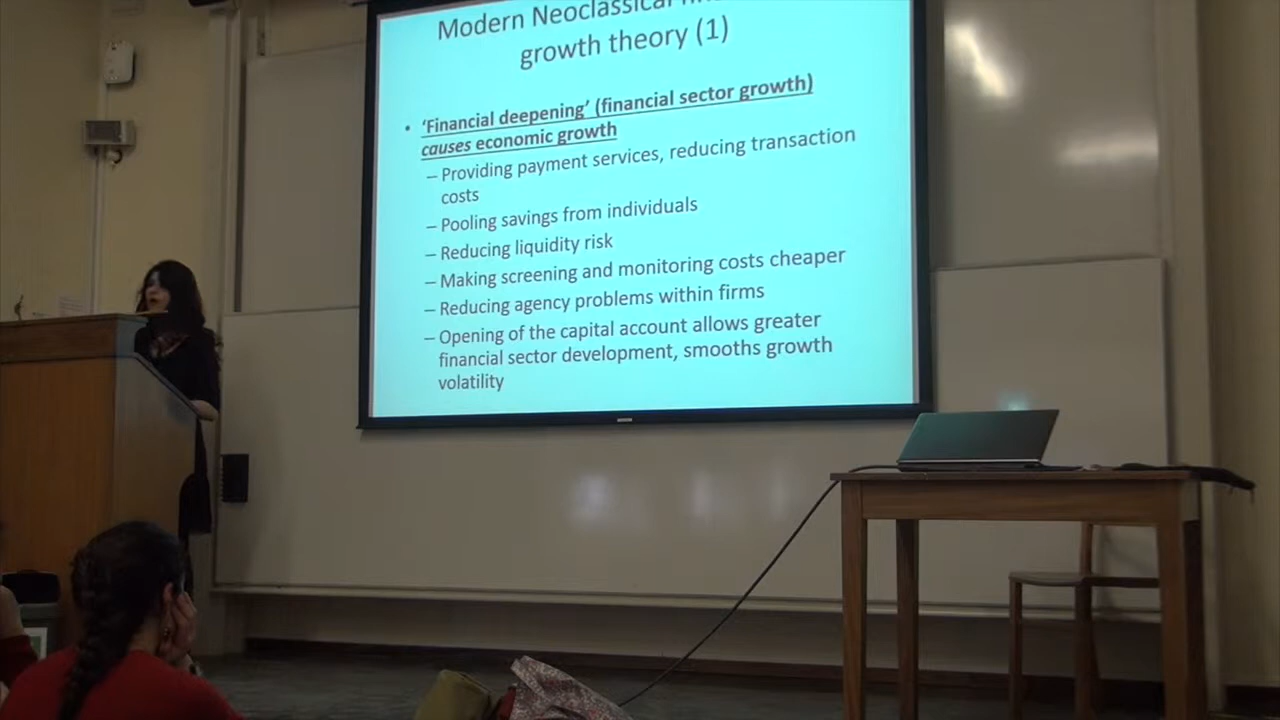 Modern Neoclassical
growth theory (1)
• ‘Financial deepening’ (financial sector growth)
causes economic growth
– Providing payment services, reducing transaction
costs
– Pooling savings from individuals
– Reducing liquidity risk
– Making screening and monitoring costs cheaper
– Reducing agency problems within firms
– Opening of the capital account allows greater
financial sector development, smooths growth
volatility